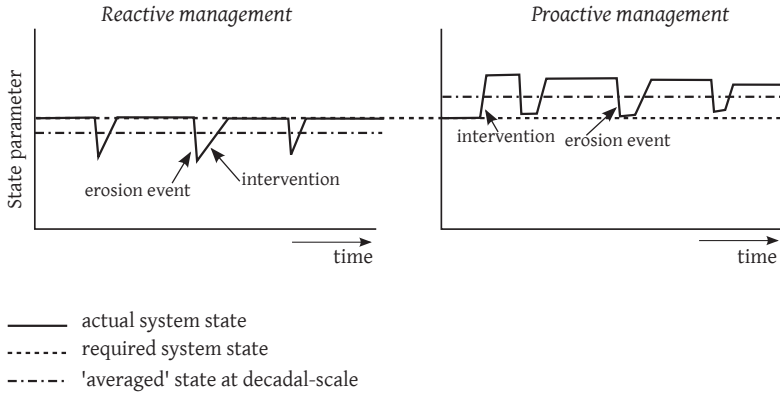 Reactive management
Proactive management
State parameter
erosion event
intervention
time
intervention
erosion event
time
actual system state
required system state
'averaged' state at decadal-scale